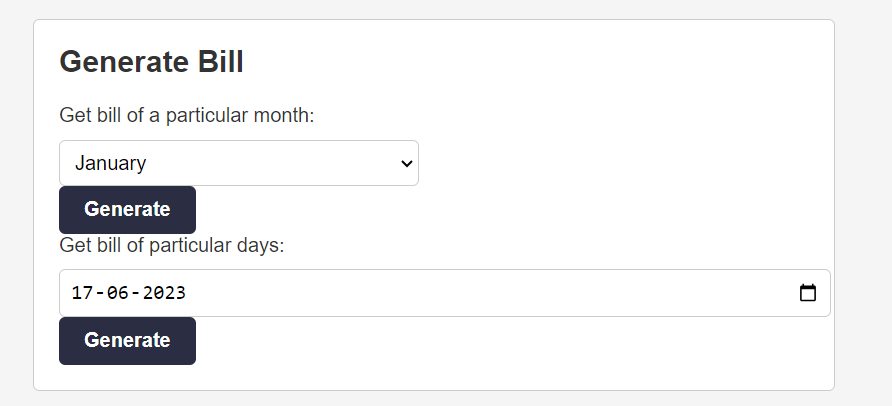 Generate Bill
Get bill of a particular month:
January
Generate
Get bill of particular days:
17-06-2023
Generate